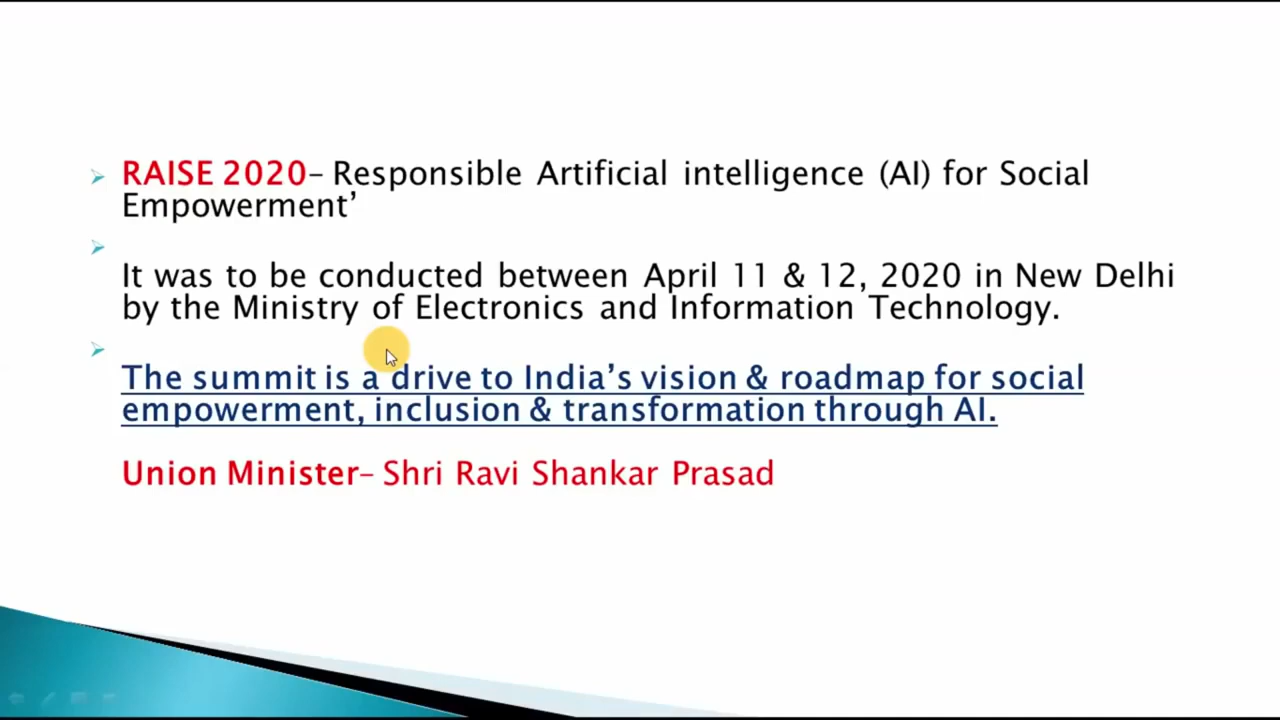 RAISE 2020– Responsible Artificial intelligence (AI) for Social
Empowerment’
It was to be conducted between April 11 & 12, 2020 in New Delhi
by the Ministry of Electronics and Information Technology.
The summit is a drive to India’s vision & roadmap for social
empowerment, inclusion & transformation through AI.
Union Minister– Shri Ravi Shankar Prasad